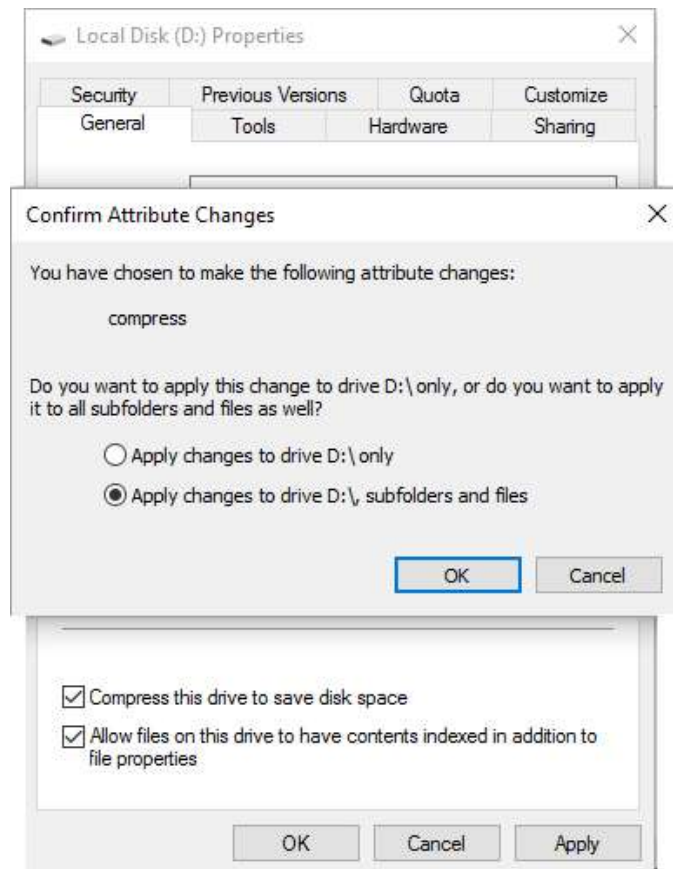 Local Disk (D:) Properties
Security Previous Versions Quota Customize
General Tools Hardware Sharing
Confirm Attribute Changes
You have chosen to make the following attribute changes:
compress
Do you want to apply this change to drive D:\ only, or do you want to apply
it to all subfolders and files as well?
Apply changes to drive D:\ only
Apply changes to drive D:\, subfolders and files
OK Cancel
Compress this drive to save disk space
Allow files on this drive to have contents indexed in addition to
file properties
OK Cancel Apply